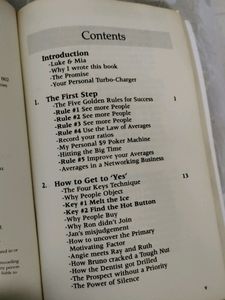 Contents
Introduction
-Luke & Mia
-Why I wrote this book
-The Promise
-Your Personal Turbo-Charger
1. The First Step 1
-The Five Golden Rules for Success
-Rule #1 See more People
-Rule #2 See more People
-Rule #3 See more People
-Rule #4 Use the Law of Averages
-Record your ratios
-My Personal $9 Poker Machine
-Hitting the Big Time
-Rule #5 Improve your Averages
-Averages in a Networking Business
2. How to Get to 'Yes' 13
-The Four Keys Technique
-Why People Object
-Key #1 Melt the Ice
-Key #2 Find the Hot Button
-Why People Buy
-Why Ron didn't Join
-Jan's misjudgement
-How to uncover the Primary
Motivating Factor
-Angie meets Ray and Ruth
-How Bruno cracked a Tough Nut
-How the Dentist got Drilled
-The Prospect without a Priority
-The Power of Silence
v